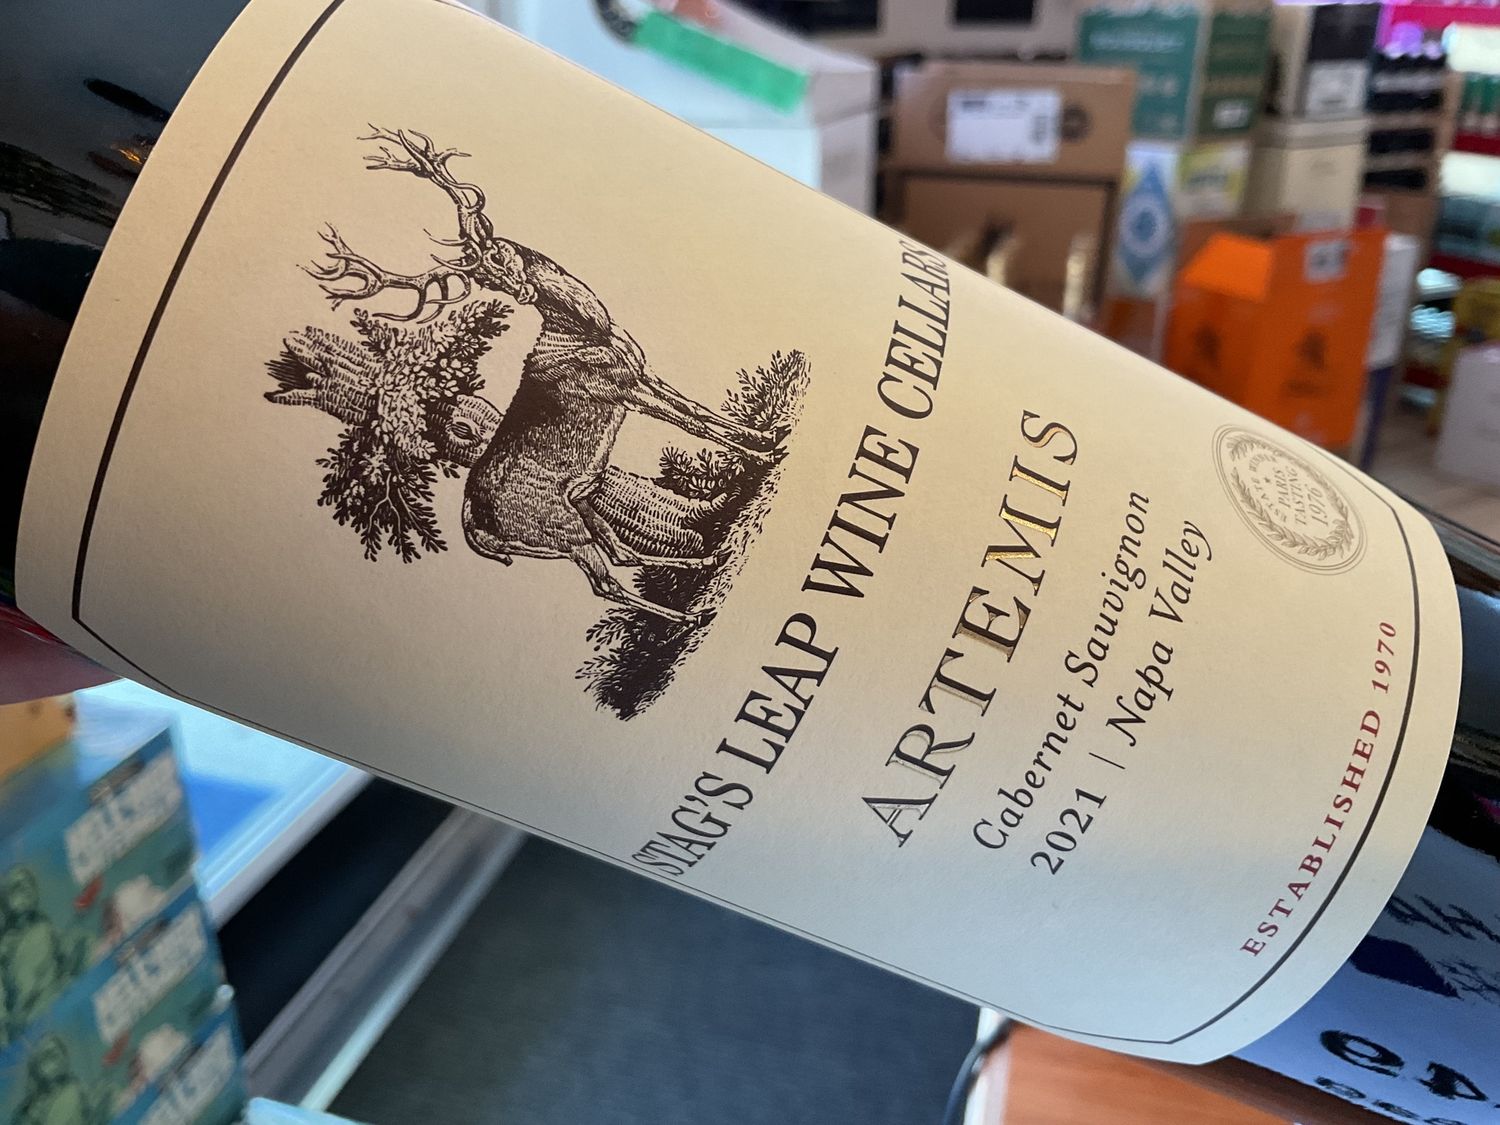 STAG'S LEAP WINE CELLARS
ARTEMIS
Cabernet Sauvignon
2021 | Napa Valley
PARIS
TASTING
1976
ESTABLISHED 1970